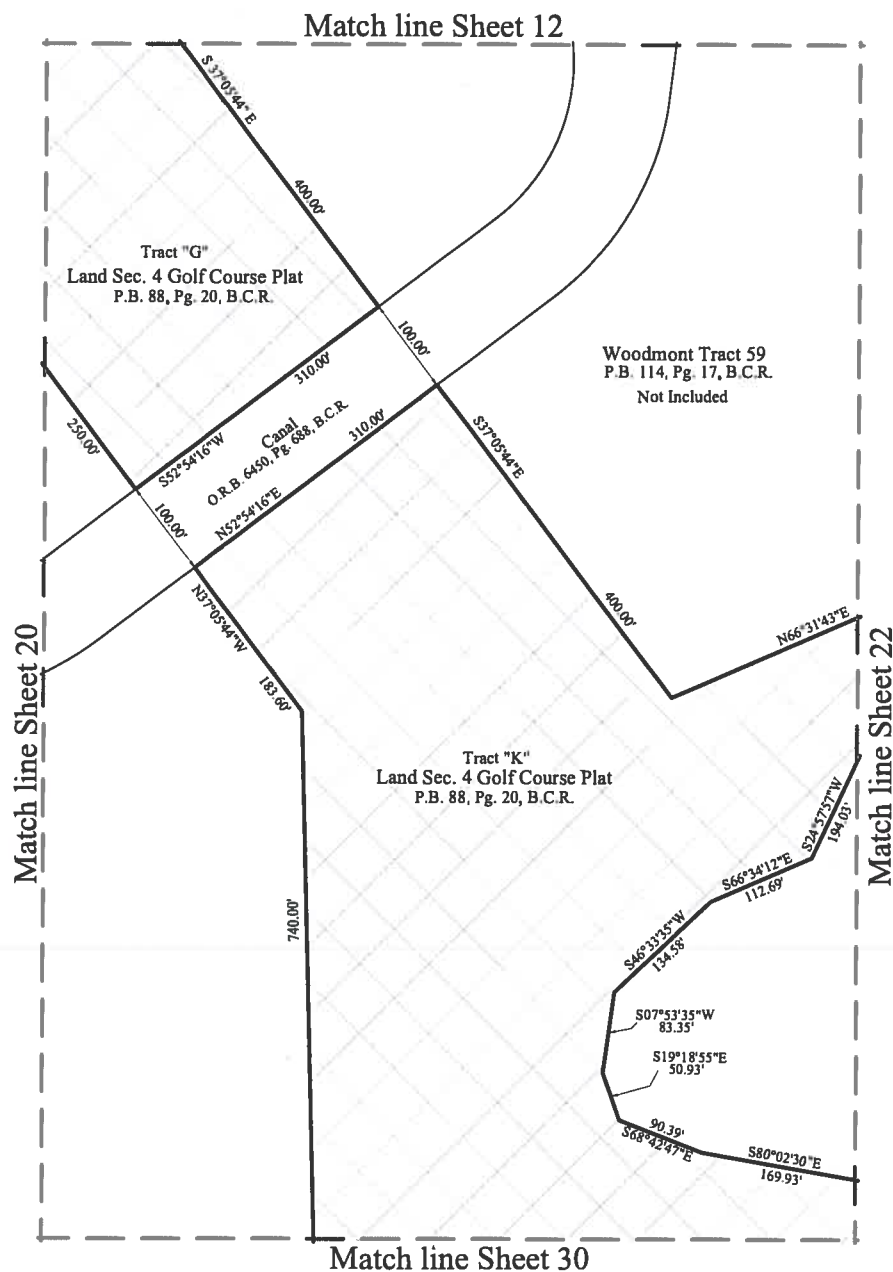 Match line Sheet 12
S 37°05'44" E
400.00'
Tract "G"
Land Sec. 4 Golf Course Plat
P.B. 88, Pg. 20, B.C.R.
100.00'
310.00'
Woodmont Tract 59
P.B. 114, Pg. 17, B.C.R.
Not Included
250.00'
S52°54'16"W
Canal
O.R.B. 6450, Pg. 688, B.C.R.
310.00'
N52°54'16"E
100.00'
S37°05'44"E
400.00'
N37°05'44"W
183.60'
N66°31'43"E
Match line Sheet 20
Match line Sheet 22
Tract "K"
Land Sec. 4 Golf Course Plat
P.B. 88, Pg. 20, B.C.R.
S24°57'57"W
194.03'
S66°34'12"E
112.69'
740.00'
S46°33'35"W
134.58'
S07°53'35"W
83.35'
S19°18'55"E
50.93'
90.39'
S68°42'47"E
S80°02'30"E
169.93'
Match line Sheet 30